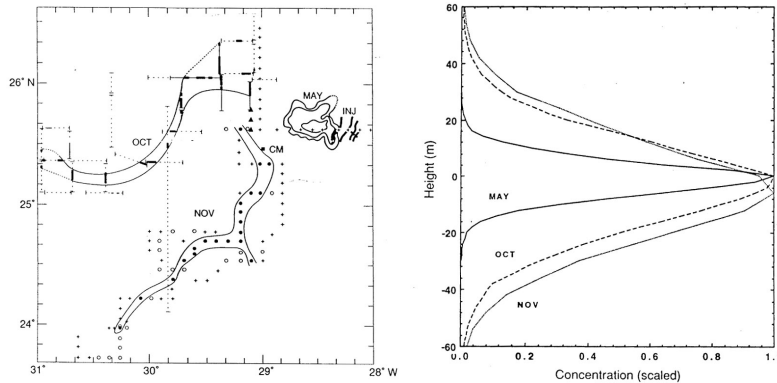 26° N
25°
24°
31°
30°
29°
28° W
MAY
INJ
OCT
CM
NOV
60
40
20
0
-20
-40
-60
Height (m)
MAY
OCT
NOV
0.0 0.2 0.4 0.6 0.8 1.
Concentration (scaled)